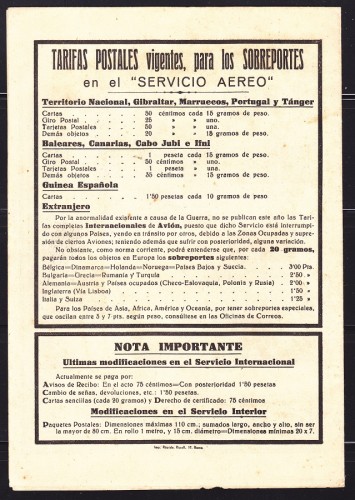 TARIFAS POSTALES vigentes, para los SOBREPORTES
en el "SERVICIO AEREO"
Territorio Nacional, Gibraltar, Marruecos, Portugal y Tánger
Cartas . . . . . . 50 céntimos cada 15 gramos de peso.
Giro Postal . . . . . 25 » » uno.
Tarjetas Postales . . . . 50 » » uno.
Demás objetos . . . . . 20 » » 15 gramos de peso.
Baleares, Canarias, Cabo Jubi e Ifni
Cartas . . . . . . 1 peseta cada 15 gramos de peso.
Giro Postal . . . . . 50 céntimos » uno.
Tarjetas Postales . . . . 1 peseta » uno.
Demás objetos . . . . . 35 céntimos » 15 gramos de peso.
Guinea Española
Cartas . . . . . . 1'50 pesetas cada 10 gramos de peso
Extranjero
Por la anormalidad existente a causa de la Guerra, no se publican este año las Tari-
fas completas internacionales de Avión, puesto que dicho Servicio está interrumpi-
do con algunos Países, yendo en tránsito por otros, debido a las Zonas Ocupadas y supre-
sión de ciertos Aviones; teniendo además que sufrir con posterioridad, alguna variación.
No obstante, como norma corriente, podrá entenderse que, por cada 20 gramos,
pagarán todos los objetos en Europa los sobreportes siguientes:
Bélgica=Dinamarca=Holanda=Noruega=Países Bajos y Suecia. . . 3'00 Pts.
Bulgaria=Grecia=Rumania y Turquía . . . . . 2'50 »
Alemania=Austria y Países ocupados (Checo-Eslovaquia, Polonia y Rusia) . 2'00 »
Inglaterra (Vía Lisboa) . . . . . . 1'50 »
Italia y Suiza . . . . . . 1'25 »
Para los Países de Asia, Africa, América y Oceanía, por tener sobreportes especiales,
que oscilan entre 5 y 7 pts. según peso, consúltese en las Oficinas de Correos.
NOTA IMPORTANTE
Ultimas modificaciones en el Servicio Internacional
Actualmente se paga por:
Avisos de Recibo: En el acto 75 céntimos=Con posterioridad 1'50 pesetas
Cambio de señas, devoluciones, etc.: 1'50 pesetas.
Cartas sencillas (cada 20 gramos) y Derecho de certificado: 75 céntimos
Modificaciones en el Servicio Interior
Paquetes Postales: Dimensiones máximas 110 cm.; sumados largo, ancho y alto, sin ser
la mayor de 80 cm. En rollo 1 metro, y 15 cm. diámetro=Dimensiones mínimas 20 x 7.